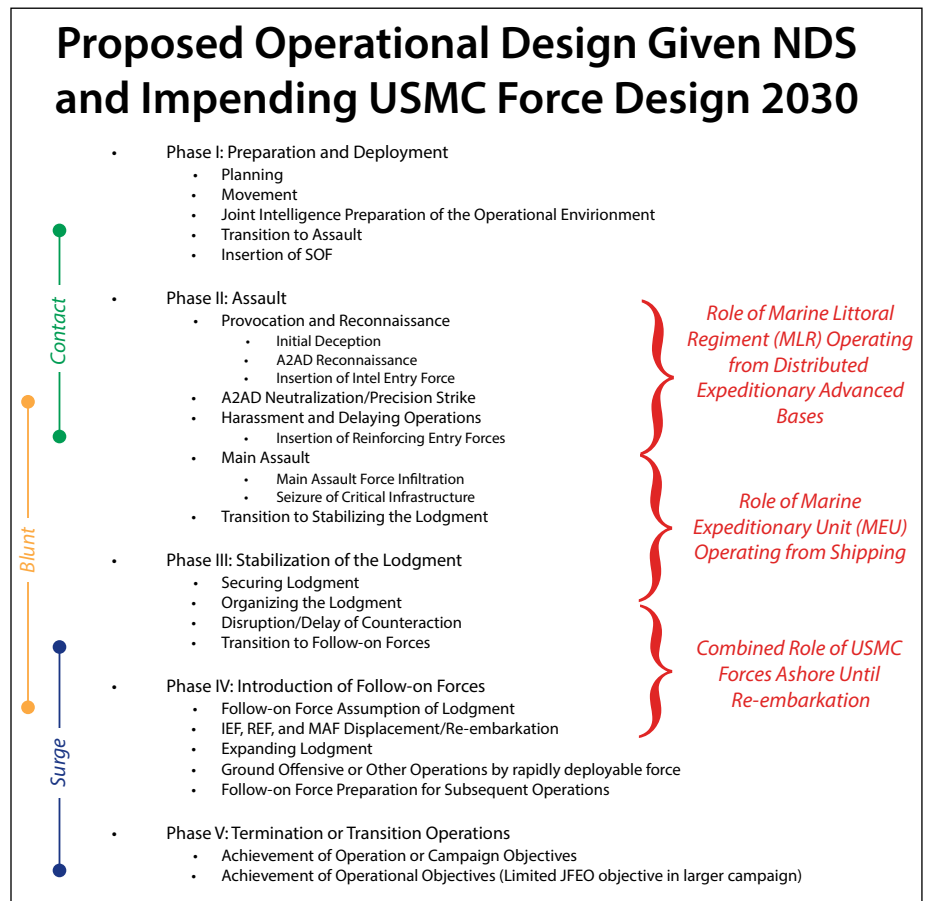 Proposed Operational Design Given NDS
and Impending USMC Force Design 2030
• Phase I: Preparation and Deployment
• Planning
• Movement
• Joint Intelligence Preparation of the Operational Envirionment
• Transition to Assault
• Insertion of SOF
Contact
• Phase II: Assault
• Provocation and Reconnaissance
• Initial Deception
• A2AD Reconnaissance
• Insertion of Intel Entry Force
• A2AD Neutralization/Precision Strike
• Harassment and Delaying Operations
• Insertion of Reinforcing Entry Forces
• Main Assault
• Main Assault Force Infiltration
• Seizure of Critical Infrastructure
• Transition to Stabilizing the Lodgment
Role of Marine Littoral
Regiment (MLR) Operating
from Distributed
Expeditionary Advanced
Bases
Role of Marine
Expeditionary Unit (MEU)
Operating from Shipping
Blunt
• Phase III: Stabilization of the Lodgment
• Securing Lodgment
• Organizing the Lodgment
• Disruption/Delay of Counteraction
• Transition to Follow-on Forces
Combined Role of USMC
Forces Ashore Until
Re-embarkation
Surge
• Phase IV: Introduction of Follow-on Forces
• Follow-on Force Assumption of Lodgment
• IEF, REF, and MAF Displacement/Re-embarkation
• Expanding Lodgment
• Ground Offensive or Other Operations by rapidly deployable force
• Follow-on Force Preparation for Subsequent Operations
• Phase V: Termination or Transition Operations
• Achievement of Operation or Campaign Objectives
• Achievement of Operational Objectives (Limited JFEO objective in larger campaign)